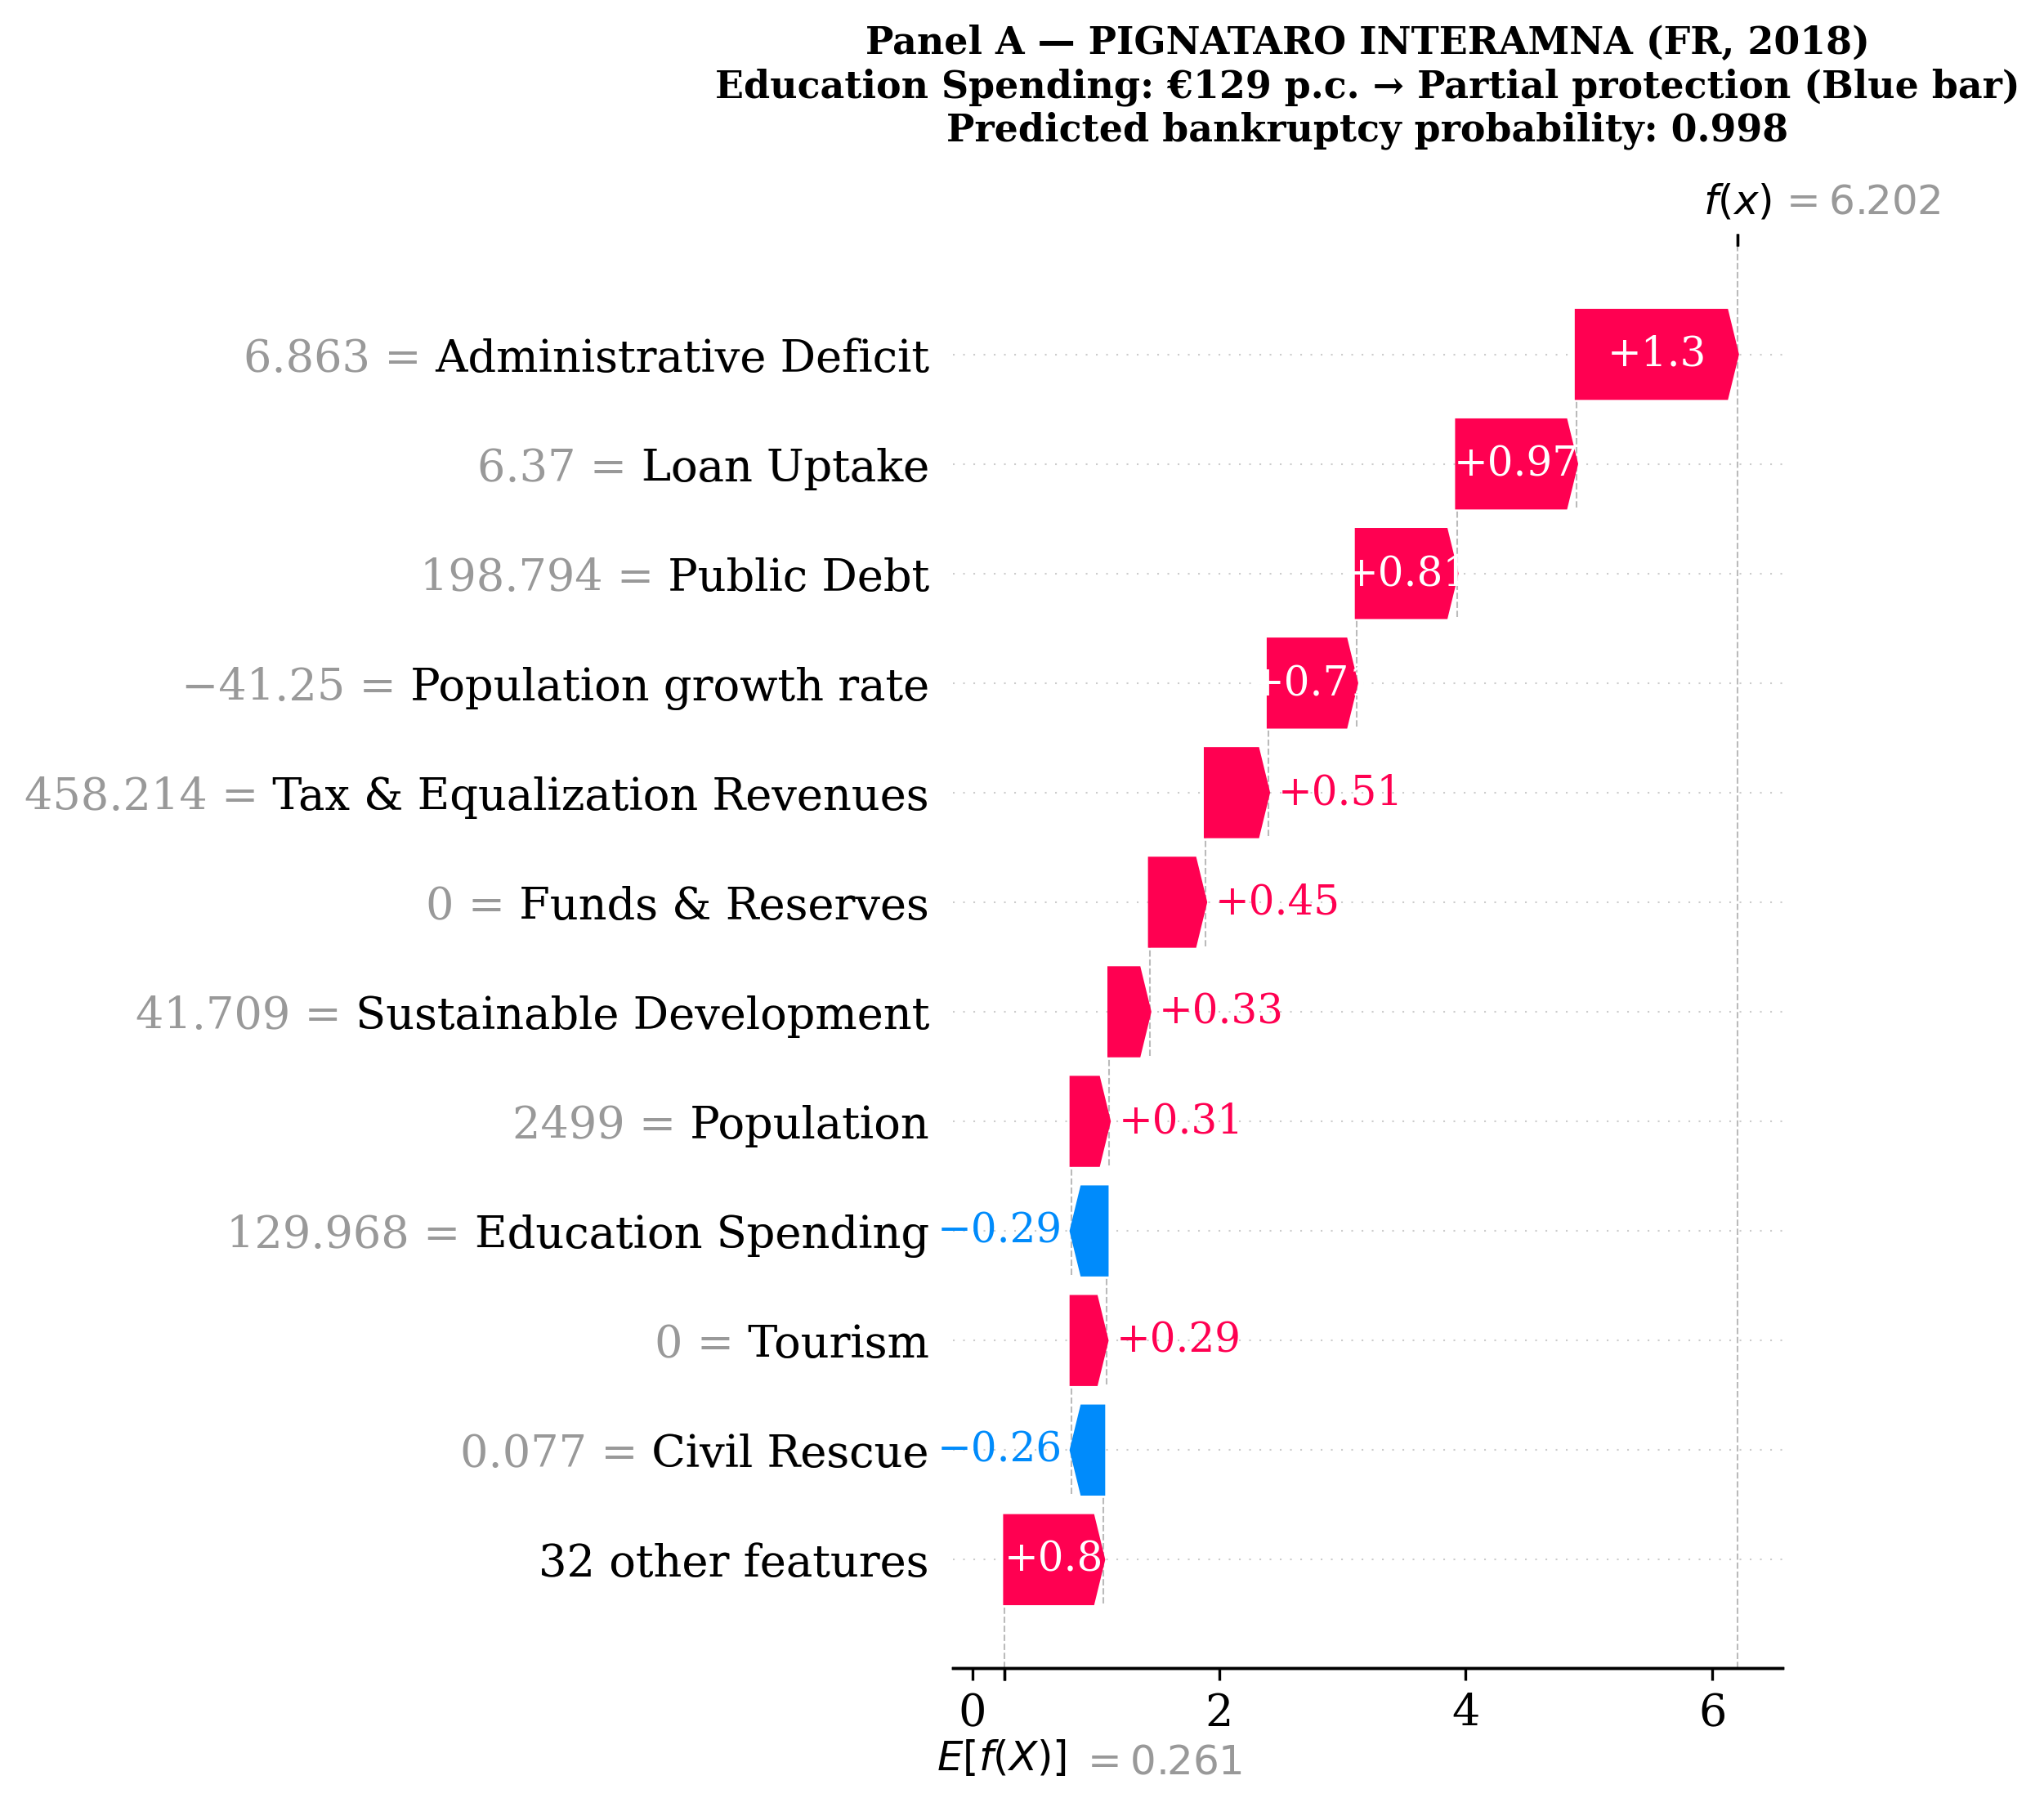 Panel A — PIGNATARO INTERAMNA (FR, 2018)
Education Spending: €129 p.c. → Partial protection (Blue bar)
Predicted bankruptcy probability: 0.998
f(x) = 6.202
6.863 = Administrative Deficit +1.3
6.37 = Loan Uptake +0.97
198.794 = Public Debt +0.81
−41.25 = Population growth rate
458.214 = Tax & Equalization Revenues +0.51
0 = Funds & Reserves +0.45
41.709 = Sustainable Development +0.33
2499 = Population +0.31
129.968 = Education Spending −0.29
0 = Tourism +0.29
0.077 = Civil Rescue −0.26
32 other features +0.8
0 2 4 6
E[f(X)] = 0.261